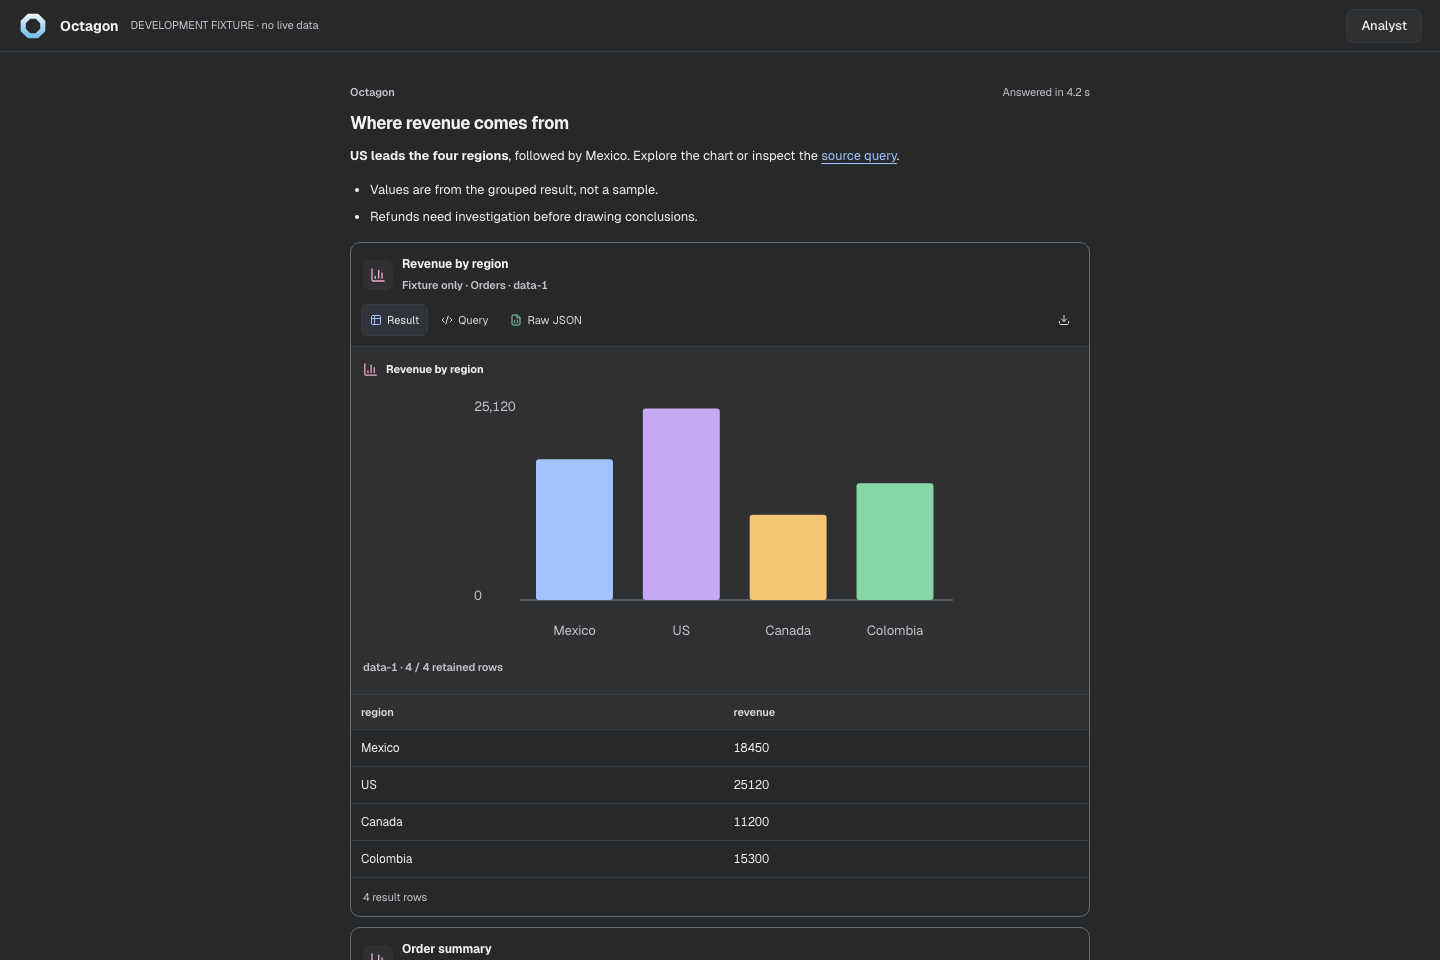 Octagon
DEVELOPMENT FIXTURE · no live data
Analyst
Octagon
Answered in 4.2 s
Where revenue comes from
US leads the four regions, followed by Mexico. Explore the chart or inspect the source query.
• Values are from the grouped result, not a sample.
• Refunds need investigation before drawing conclusions.
Revenue by region
Fixture only · Orders · data-1
Result
Query
Raw JSON
Revenue by region
25,120
0
Mexico
US
Canada
Colombia
data-1 · 4 / 4 retained rows
region revenue
Mexico 18450
US 25120
Canada 11200
Colombia 15300
4 result rows
Order summary